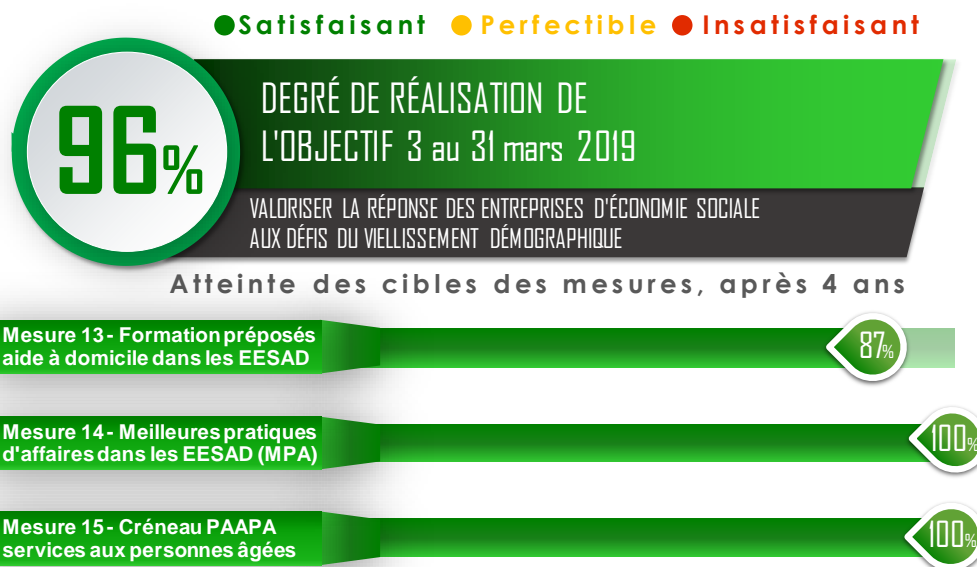 Satisfaisant Perfectible Insatisfaisant
96%
DEGRÉ DE RÉALISATION DE
L'OBJECTIF 3 au 31 mars 2019
VALORISER LA RÉPONSE DES ENTREPRISES D'ÉCONOMIE SOCIALE
AUX DÉFIS DU VIELLISSEMENT DÉMOGRAPHIQUE
Atteinte des cibles des mesures, après 4 ans
Mesure 13 - Formation préposés
aide à domicile dans les EESAD
87%
Mesure 14 - Meilleures pratiques
d'affaires dans les EESAD (MPA)
100%
Mesure 15 - Créneau PAAPA
services aux personnes âgées
100%